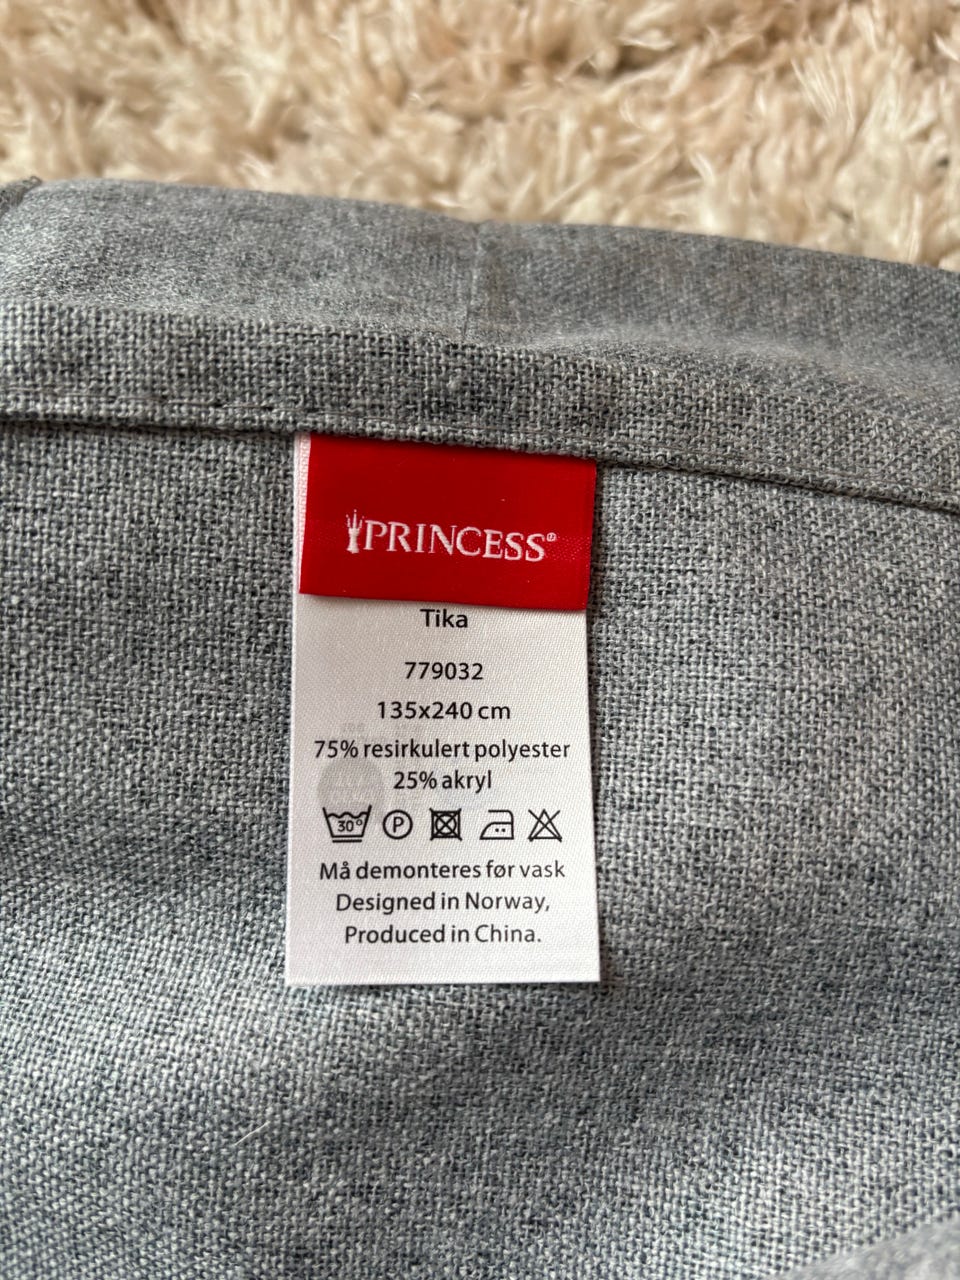 PRINCESS®
Tika
779032
135x240 cm
75% resirkulert polyester
25% akryl
30°
P
Må demonteres før vask
Designed in Norway,
Produced in China.